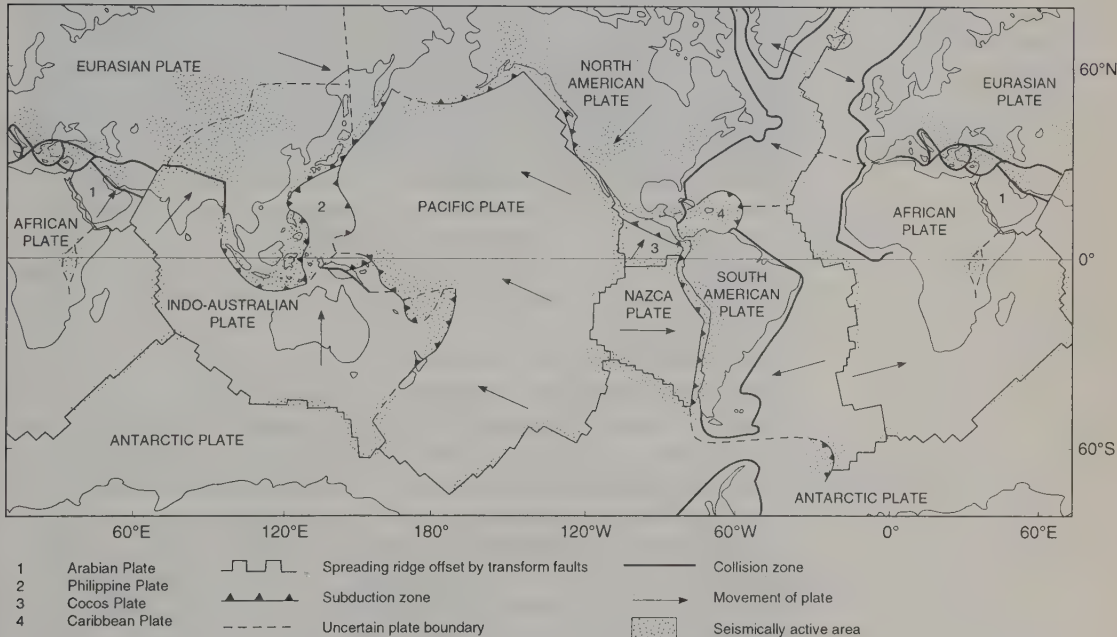 EURASIAN PLATE
NORTH
AMERICAN
PLATE
EURASIAN
PLATE
60°N
1
2
PACIFIC PLATE
4
3
1
AFRICAN
PLATE
AFRICAN
PLATE
0°
INDO-AUSTRALIAN
PLATE
NAZCA
PLATE
SOUTH
AMERICAN
PLATE
ANTARCTIC PLATE
60°S
ANTARCTIC PLATE
60°E
120°E
180°
120°W
60°W
0°
60°E
1 Arabian Plate
2 Philippine Plate
3 Cocos Plate
4 Caribbean Plate
Spreading ridge offset by transform faults
Subduction zone
Uncertain plate boundary
Collision zone
Movement of plate
Seismically active area